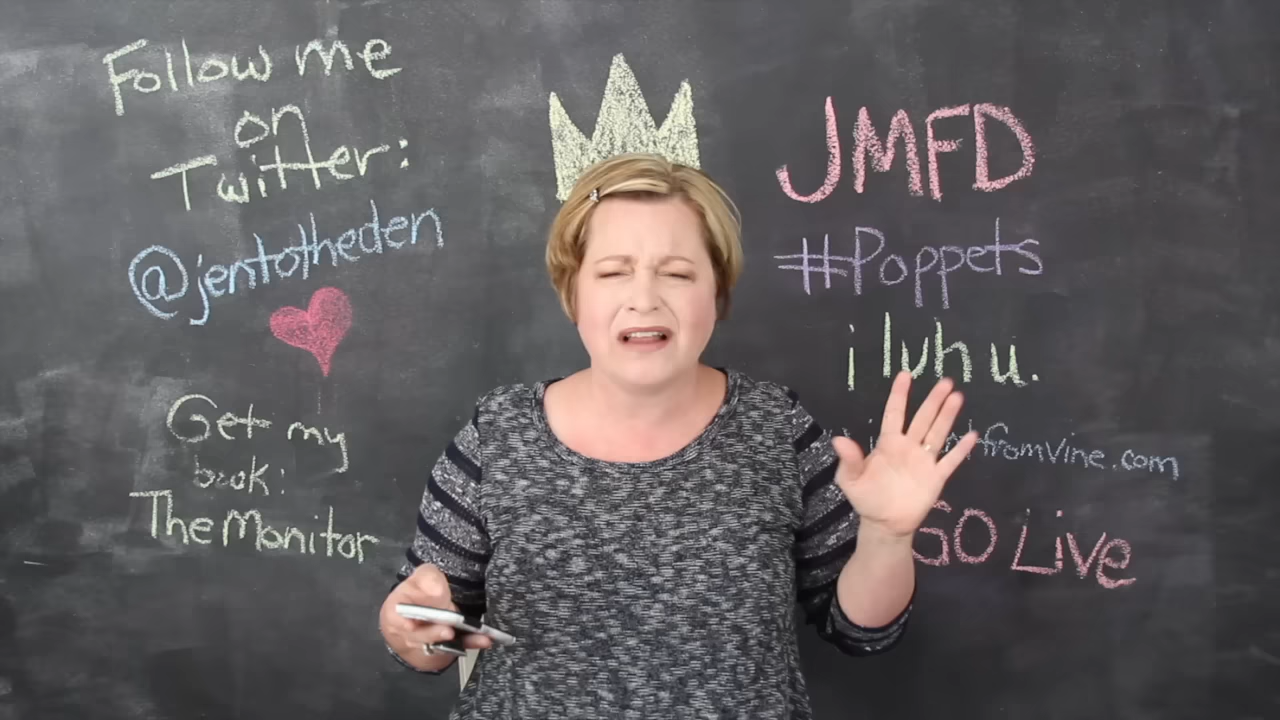 Follow me
on
Twitter:
@jentotheden
Get my
book:
The Monitor
JMFD
#Poppets
i luh u.
fromvine.com
GO Live